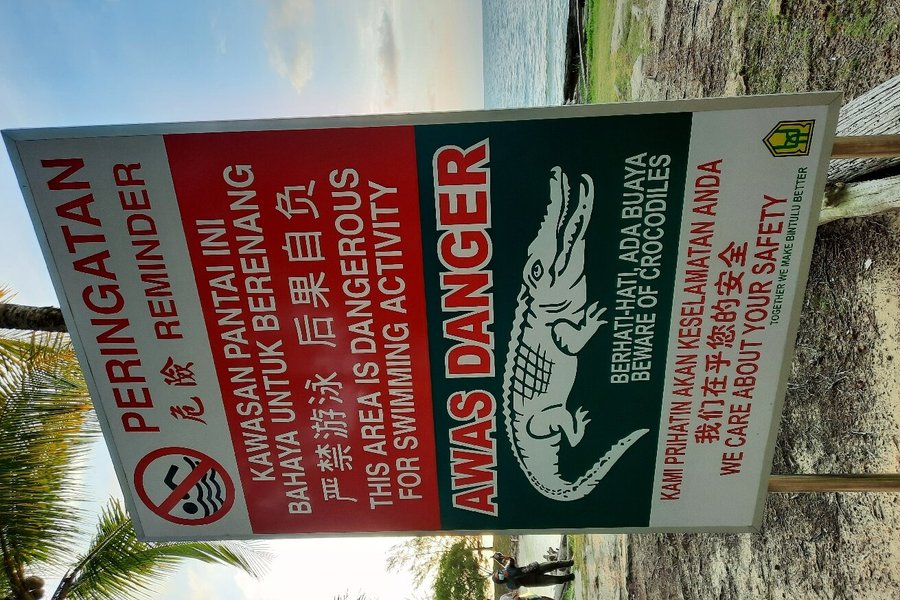 PERINGATAN
危險 REMINDER
KAWASAN PANTAI INI
BAHAYA UNTUK BERENANG
严禁游泳 后果自负
THIS AREA IS DANGEROUS
FOR SWIMMING ACTIVITY
AWAS DANGER
BERHATI-HATI, ADA BUAYA
BEWARE OF CROCODILES
KAMI PRIHATIN AKAN KESELAMATAN ANDA
我们在乎您的安全
WE CARE ABOUT YOUR SAFETY
TOGETHER WE MAKE BINTULU BETTER